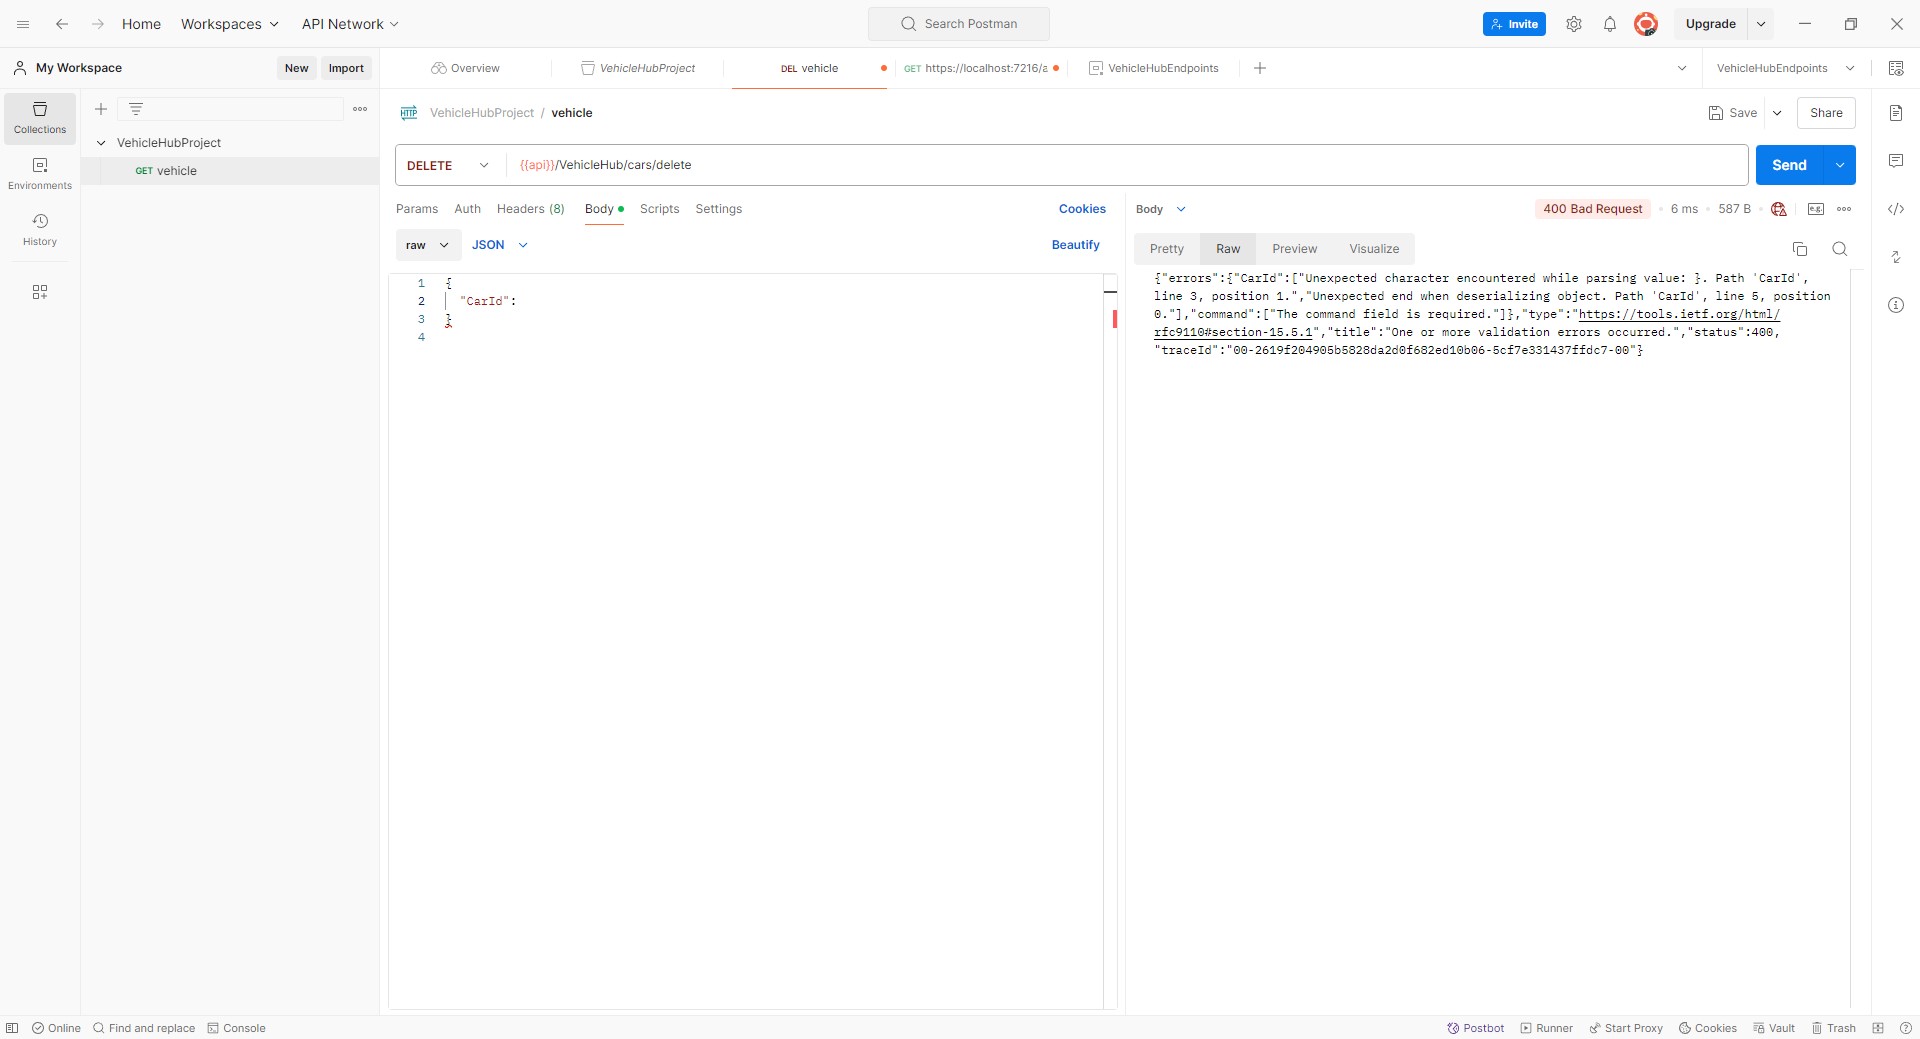 Home
Workspaces
API Network
Search Postman
Invite
Upgrade
My Workspace
New
Import
Overview
VehicleHubProject
DEL vehicle
GET https://localhost:7216/a
VehicleHubEndpoints
VehicleHubEndpoints
Collections
Environments
History
VehicleHubProject
GET vehicle
HTTP
VehicleHubProject / vehicle
Save
Share
DELETE
{{api}}/VehicleHub/cars/delete
Send
Params
Auth
Headers (8)
Body
Scripts
Settings
Cookies
raw
JSON
Beautify
1 {
2 "CarId":
3 }
4
Body
400 Bad Request
6 ms
587 B
e.g.
Pretty
Raw
Preview
Visualize
{"errors":{"CarId":["Unexpected character encountered while parsing value: }. Path 'CarId',
line 3, position 1.","Unexpected end when deserializing object. Path 'CarId', line 5, position
0."],"command":["The command field is required."]},"type":"https://tools.ietf.org/html/
rfc9110#section-15.5.1","title":"One or more validation errors occurred.","status":400,
"traceId":"00-2619f204905b5828da2d0f682ed10b06-5cf7e331437ffdc7-00"}
Online
Find and replace
Console
Postbot
Runner
Start Proxy
Cookies
Vault
Trash